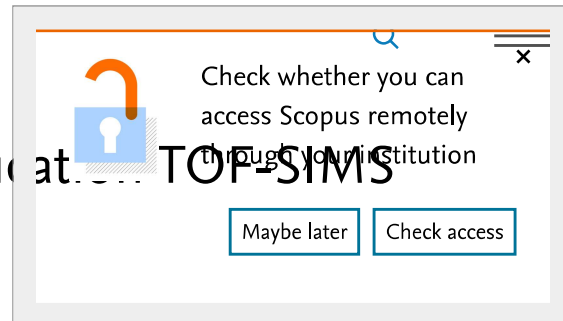 Check whether you can
access Scopus remotely
through your institution
TOF-SIMS
Maybe later
Check access